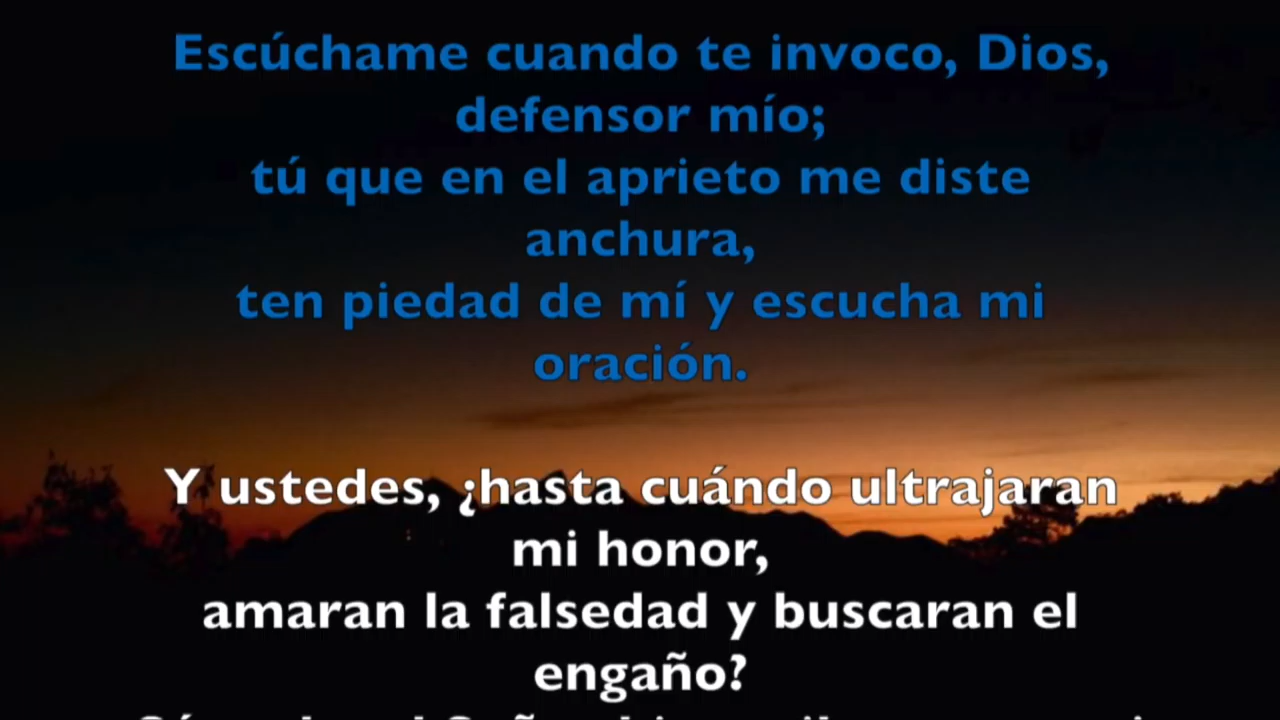 Escúchame cuando te invoco, Dios,
defensor mío;
tú que en el aprieto me diste
anchura,
ten piedad de mí y escucha mi
oración.
Y ustedes, ¿hasta cuándo ultrajaran
mi honor,
amaran la falsedad y buscaran el
engaño?